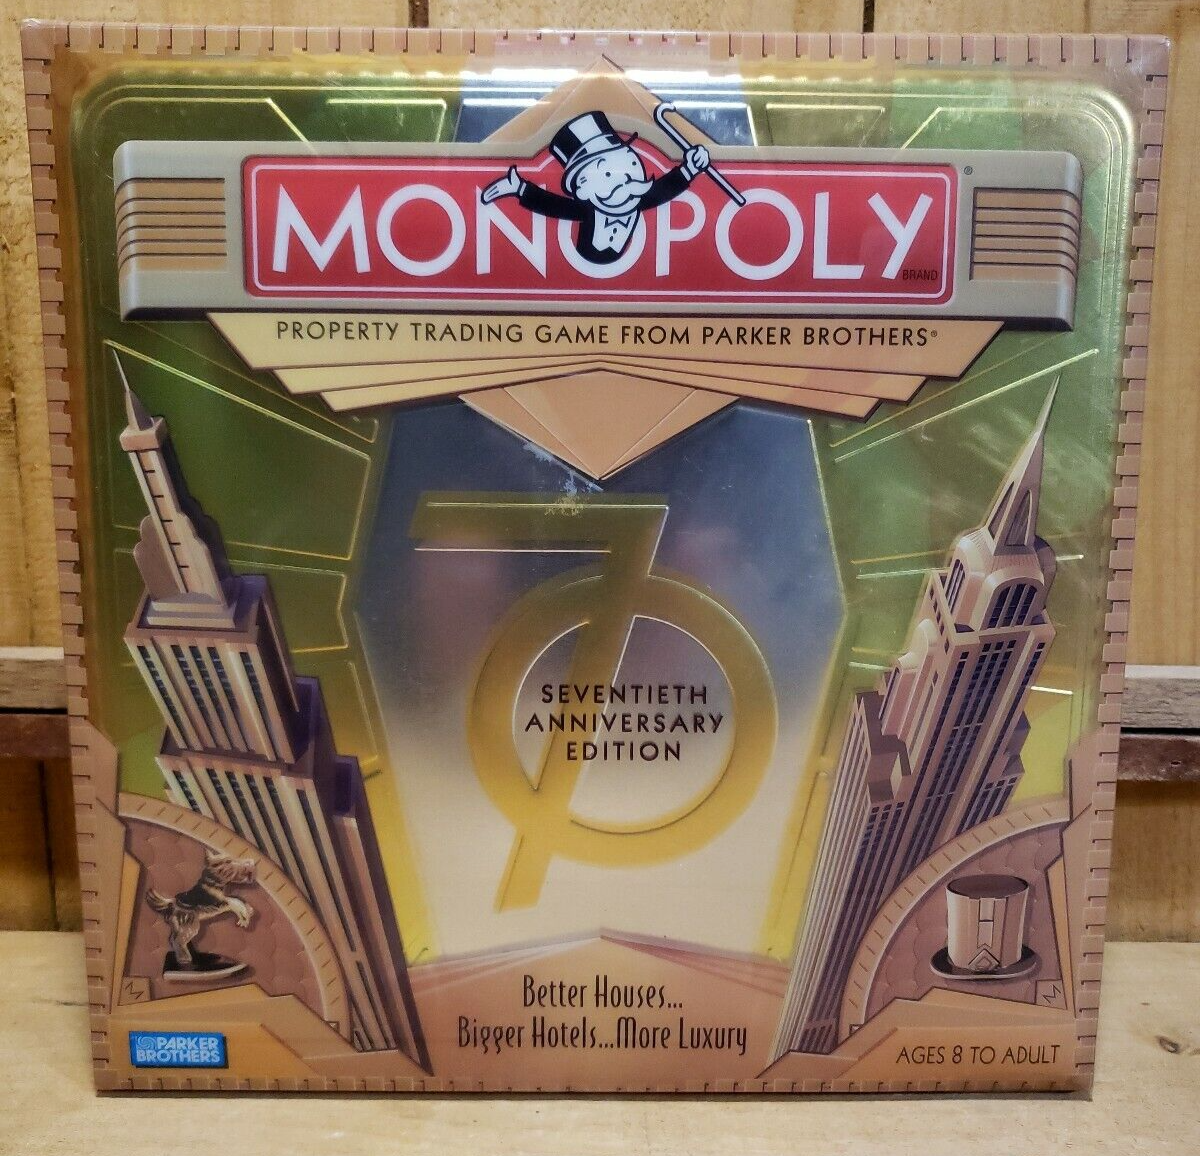 MONOPOLY
®
BRAND
PROPERTY TRADING GAME FROM PARKER BROTHERS®
70
SEVENTIETH
ANNIVERSARY
EDITION
Better Houses...
Bigger Hotels...More Luxury
PARKER
BROTHERS
AGES 8 TO ADULT